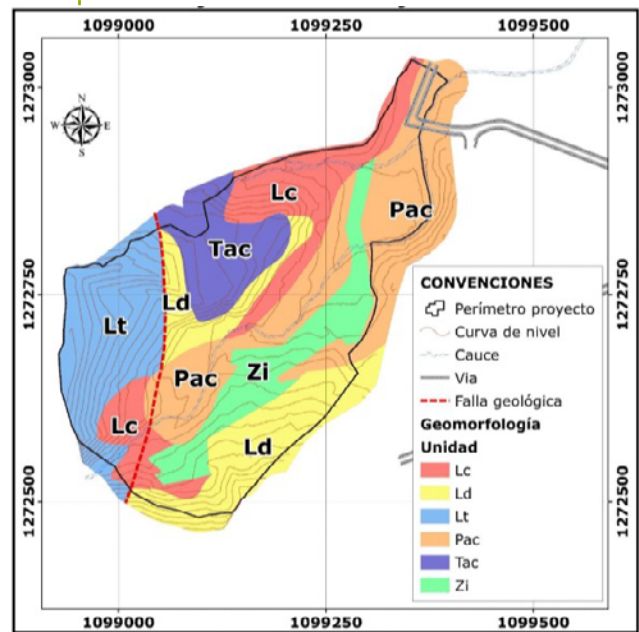 1099000 1099250 1099500
1273000 1273000
N
W E
S
Lc
Pac
Tac
1272750 1272750
Ld
Lt
Zi
Pac
Lc
Ld
1272500 1272500
CONVENCIONES
Perímetro proyecto
Curva de nivel
Cauce
Via
Falla geológica
Geomorfología
Unidad
Lc
Ld
Lt
Pac
Tac
Zi
1099000 1099250 1099500